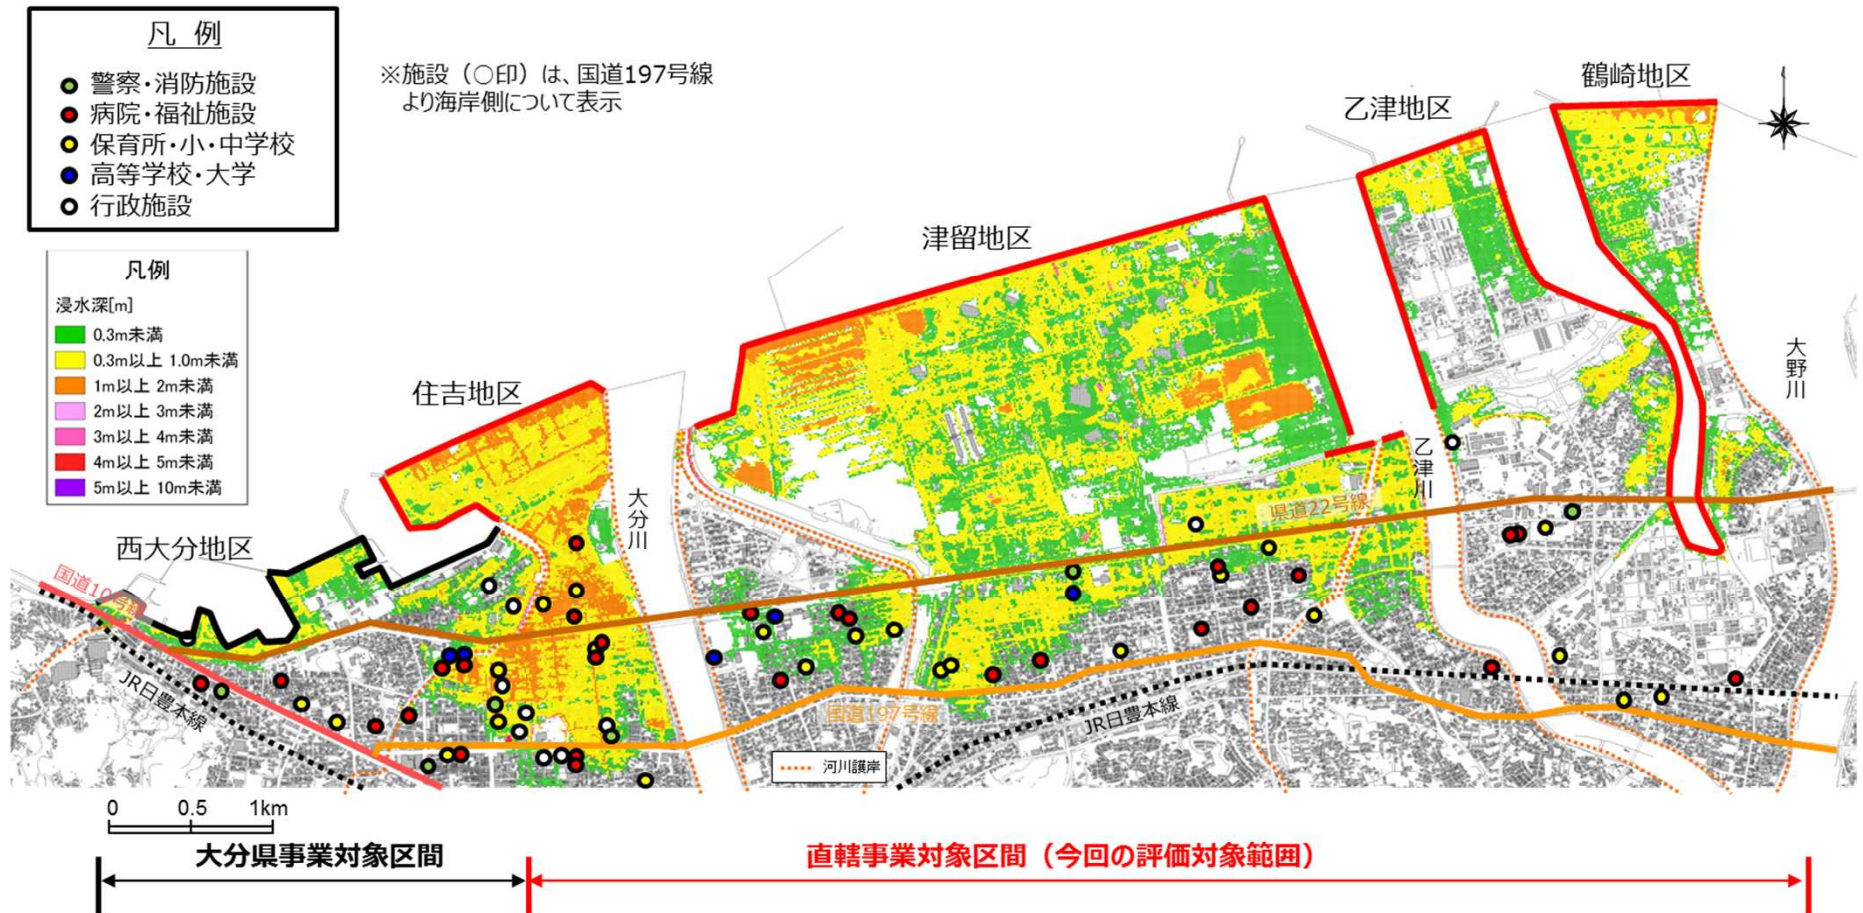 凡 例
警察・消防施設
病院・福祉施設
保育所・小・中学校
高等学校・大学
行政施設
※施設（○印）は、国道197号線
より海岸側について表示
凡例
浸水深[m]
0.3m未満
0.3m以上 1.0m未満
1m以上 2m未満
2m以上 3m未満
3m以上 4m未満
4m以上 5m未満
5m以上 10m未満
鶴崎地区
乙津地区
津留地区
住吉地区
西大分地区
大野川
乙津川
大分川
県道22号線
国道10号線
国道197号線
JR日豊本線
JR日豊本線
河川護岸
0 0.5 1km
大分県事業対象区間
直轄事業対象区間（今回の評価対象範囲）